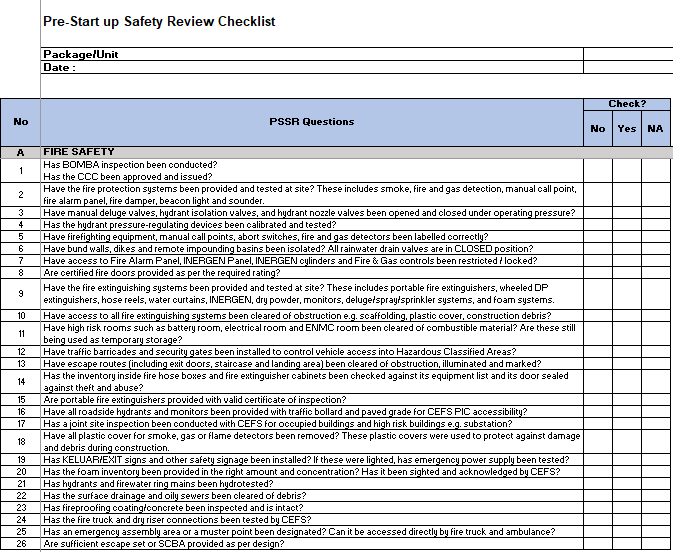 Pre-Start up Safety Review Checklist
Package/Unit
Date :
No PSSR Questions Check?
No Yes NA
A FIRE SAFETY
1 Has BOMBA inspection been conducted?
Has the CCC been approved and issued?
2 Have the fire protection systems been provided and tested at site? These includes smoke, fire and gas detection, manual call point,
fire alarm panel, fire damper, beacon light and sounder.
3 Have manual deluge valves, hydrant isolation valves, and hydrant nozzle valves been opened and closed under operating pressure?
4 Has the hydrant pressure-regulating devices been calibrated and tested?
5 Have firefighting equipment, manual call points, abort switches, fire and gas detectors been labelled correctly?
6 Have bund walls, dikes and remote impounding basins been isolated? All rainwater drain valves are in CLOSED position?
7 Have access to Fire Alarm Panel, INERGEN Panel, INERGEN cylinders and Fire & Gas controls been restricted / locked?
8 Are certified fire doors provided as per the required rating?
9 Have the fire extinguishing systems been provided and tested at site? These includes portable fire extinguishers, wheeled DP
extinguishers, hose reels, water curtains, INERGEN, dry powder, monitors, deluge/spray/sprinkler systems, and foam systems.
10 Have access to all fire extinguishing systems been cleared of obstruction e.g. scaffolding, plastic cover, construction debris?
11 Have high risk rooms such as battery room, electrical room and ENMC room been cleared of combustible material? Are these still
being used as temporary storage?
12 Have traffic barricades and security gates been installed to control vehicle access into Hazardous Classified Areas?
13 Have escape routes (including exit doors, staircase and landing area) been cleared of obstruction, illuminated and marked?
14 Has the inventory inside fire hose boxes and fire extinguisher cabinets been checked against its equipment list and its door sealed
against theft and abuse?
15 Are portable fire extinguishers provided with valid certificate of inspection?
16 Have all roadside hydrants and monitors been provided with traffic bollard and paved grade for CEFS PIC accessibility?
17 Has a joint site inspection been conducted with CEFS for occupied buildings and high risk buildings e.g. substation?
18 Have all plastic cover for smoke, gas or flame detectors been removed? These plastic covers were used to protect against damage
and debris during construction.
19 Has KELUAR/EXIT signs and other safety signage been installed? If these were lighted, has emergency power supply been tested?
20 Has the foam inventory been provided in the right amount and concentration? Has it been sighted and acknowledged by CEFS?
21 Has hydrants and firewater ring mains been hydrotested?
22 Has the surface drainage and oily sewers been cleared of debris?
23 Has fireproofing coating/concrete been inspected and is intact?
24 Has the fire truck and dry riser connections been tested by CEFS?
25 Has an emergency assembly area or a muster point been designated? Can it be accessed directly by fire truck and ambulance?
26 Are sufficient escape set or SCBA provided as per design?